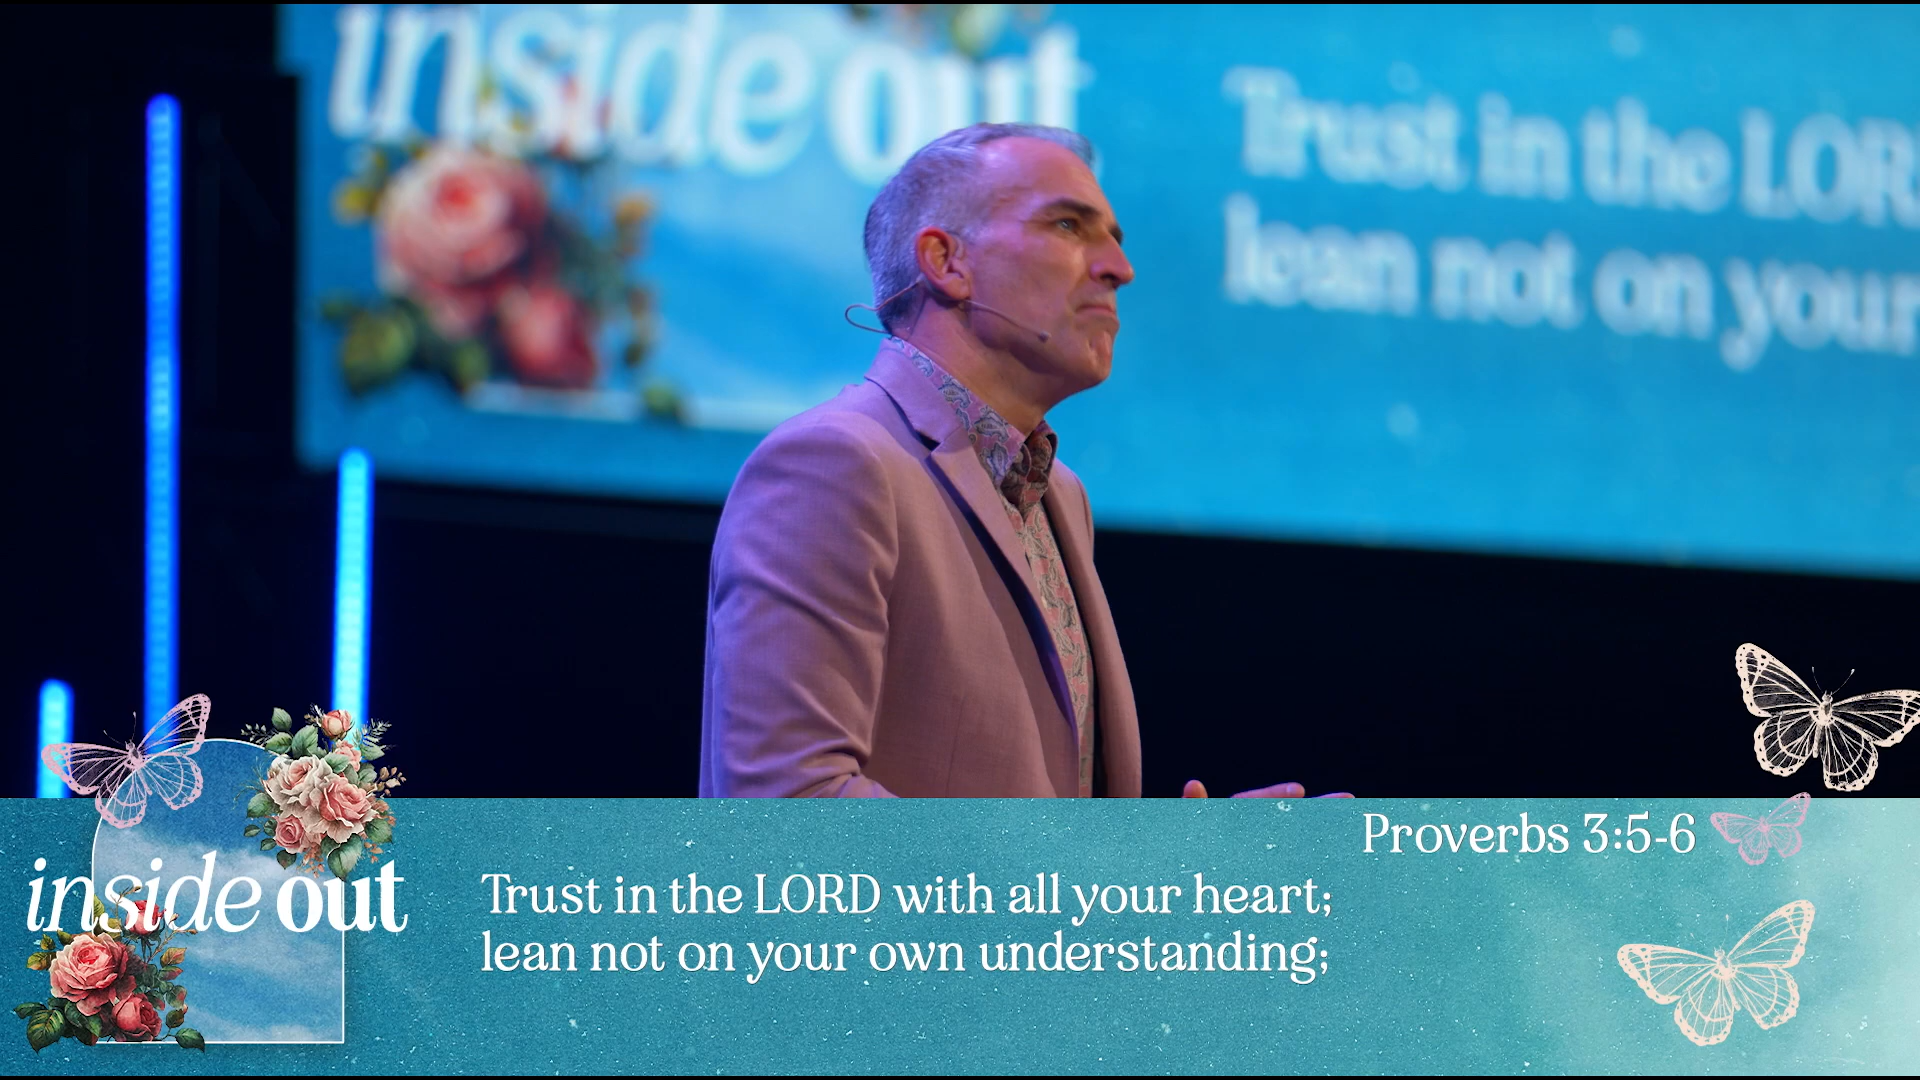 inside out
Trust in the LOR
lean not on your
Proverbs 3:5-6
inside out
Trust in the LORD with all your heart;
lean not on your own understanding;